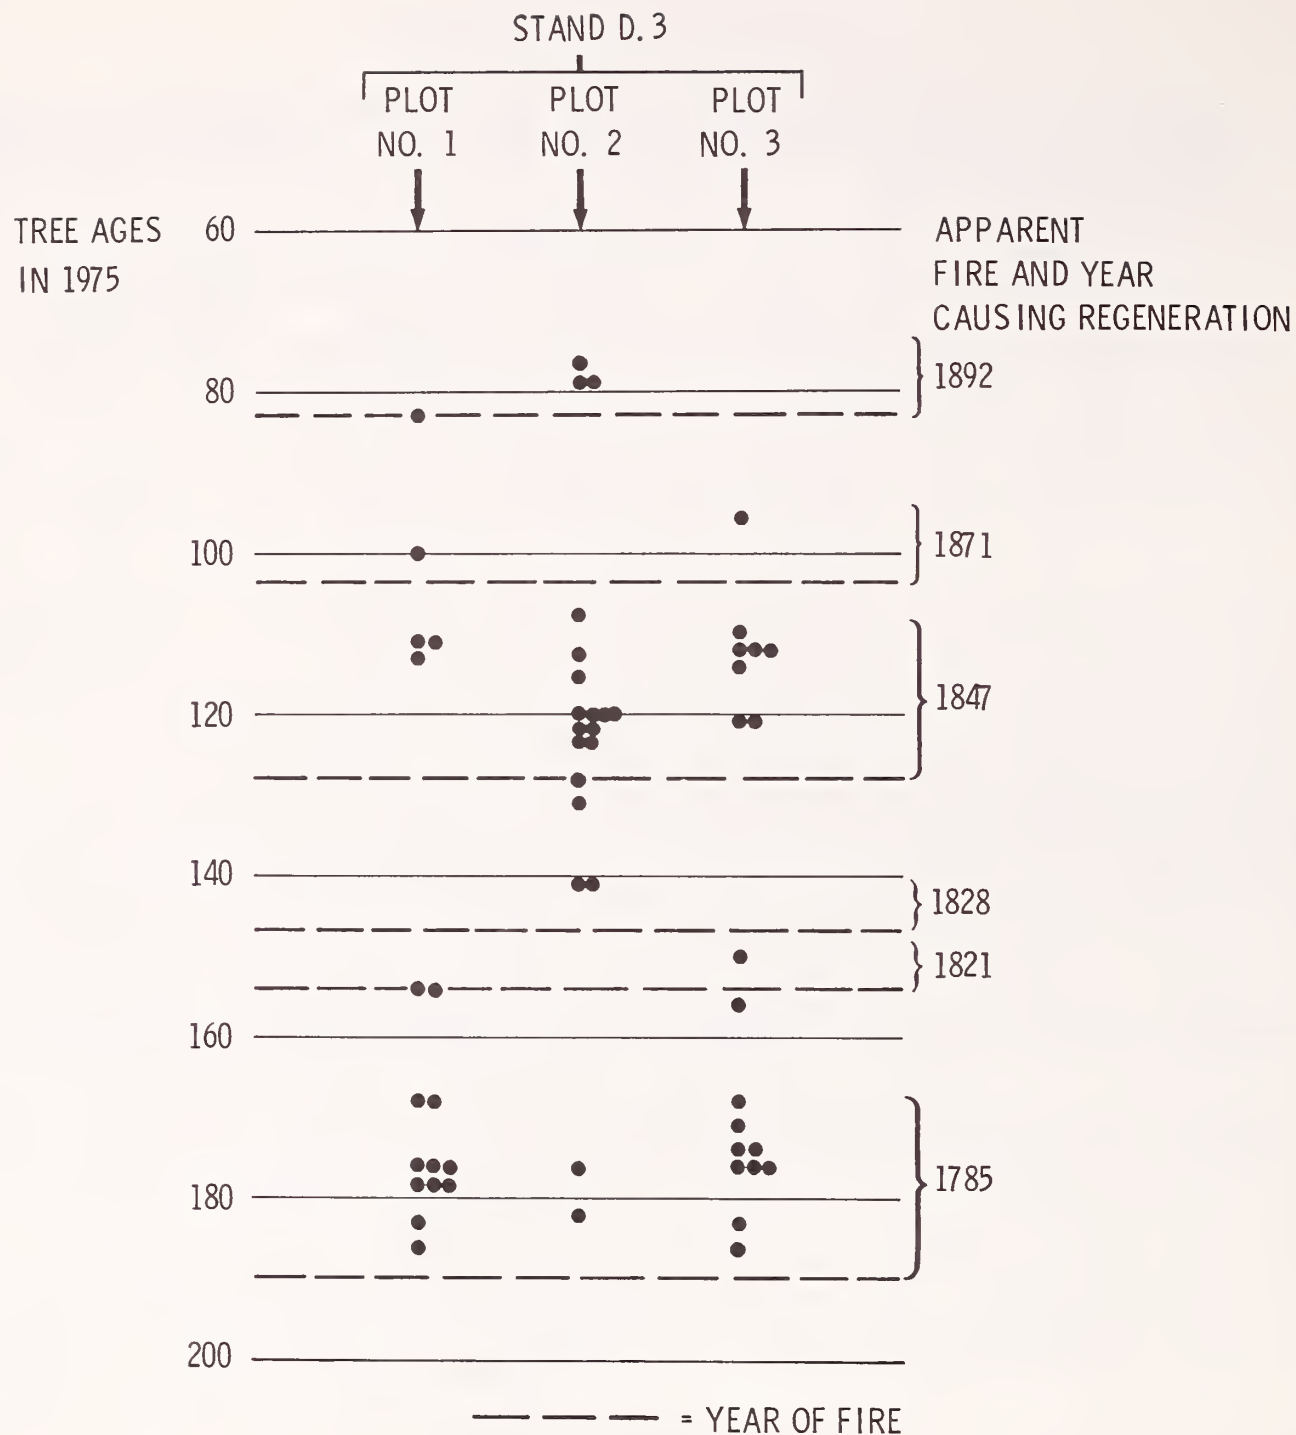 STAND D. 3
PLOT PLOT PLOT
NO. 1 NO. 2 NO. 3
TREE AGES 60 APPARENT
IN 1975 FIRE AND YEAR
CAUSING REGENERATION
1892
80
100 1871
1847
120
140
1828
1821
160
1785
180
200
= YEAR OF FIRE